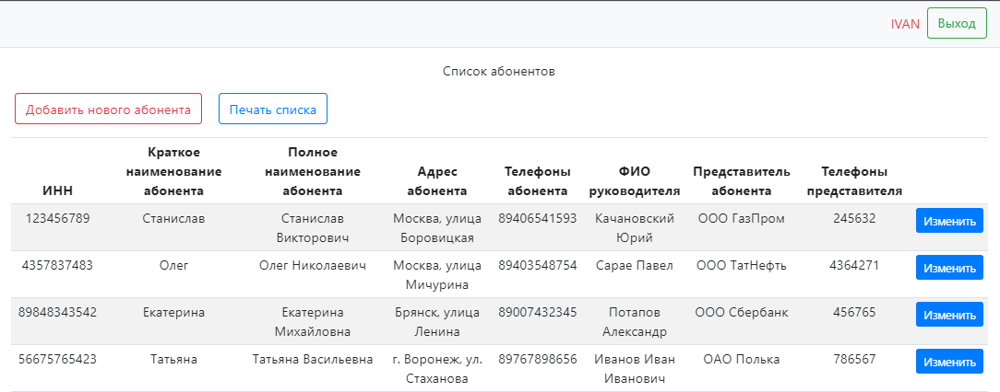 IVAN Выход
Список абонентов
Добавить нового абонента Печать списка
Краткое Полное
наименование наименование Адрес Телефоны ФИО Представитель Телефоны
ИНН абонента абонента абонента абонента руководителя абонента представителя
123456789 Станислав Станислав Москва, улица 89406541593 Качановский ООО ГазПром 245632 Изменить
Викторович Боровицкая Юрий
4357837483 Олег Олег Николаевич Москва, улица 89403548754 Сарае Павел ООО ТатНефть 4364271 Изменить
Мичурина
89848343542 Екатерина Екатерина Брянск, улица 89007432345 Потапов ООО Сбербанк 456765 Изменить
Михайловна Ленина Александр
56675765423 Татьяна Татьяна Васильевна г. Воронеж, ул. 89767898656 Иванов Иван ОАО Полька 786567 Изменить
Стаханова Иванович